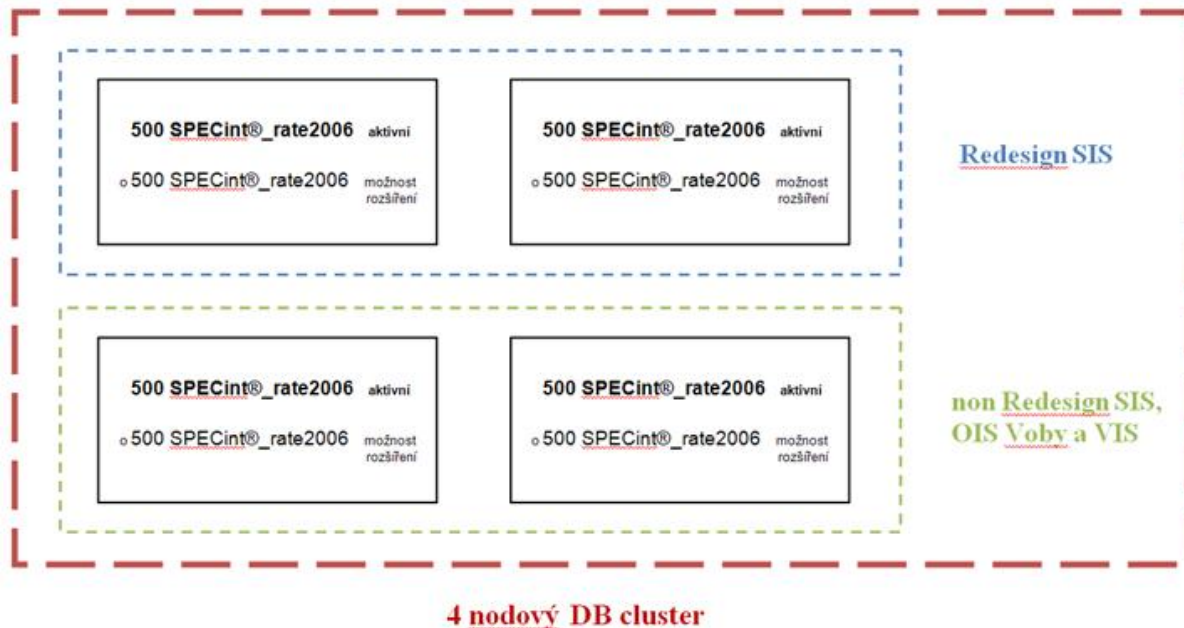 500 SPECint®_rate2006 aktivní
o 500 SPECint®_rate2006 možnost
rozšíření
500 SPECint®_rate2006 aktivní
o 500 SPECint®_rate2006 možnost
rozšíření
Redesign SIS
500 SPECint®_rate2006 aktivní
o 500 SPECint®_rate2006 možnost
rozšíření
500 SPECint®_rate2006 aktivní
o 500 SPECint®_rate2006 možnost
rozšíření
non Redesign SIS,
OIS Voby a VIS
4 nodový DB cluster